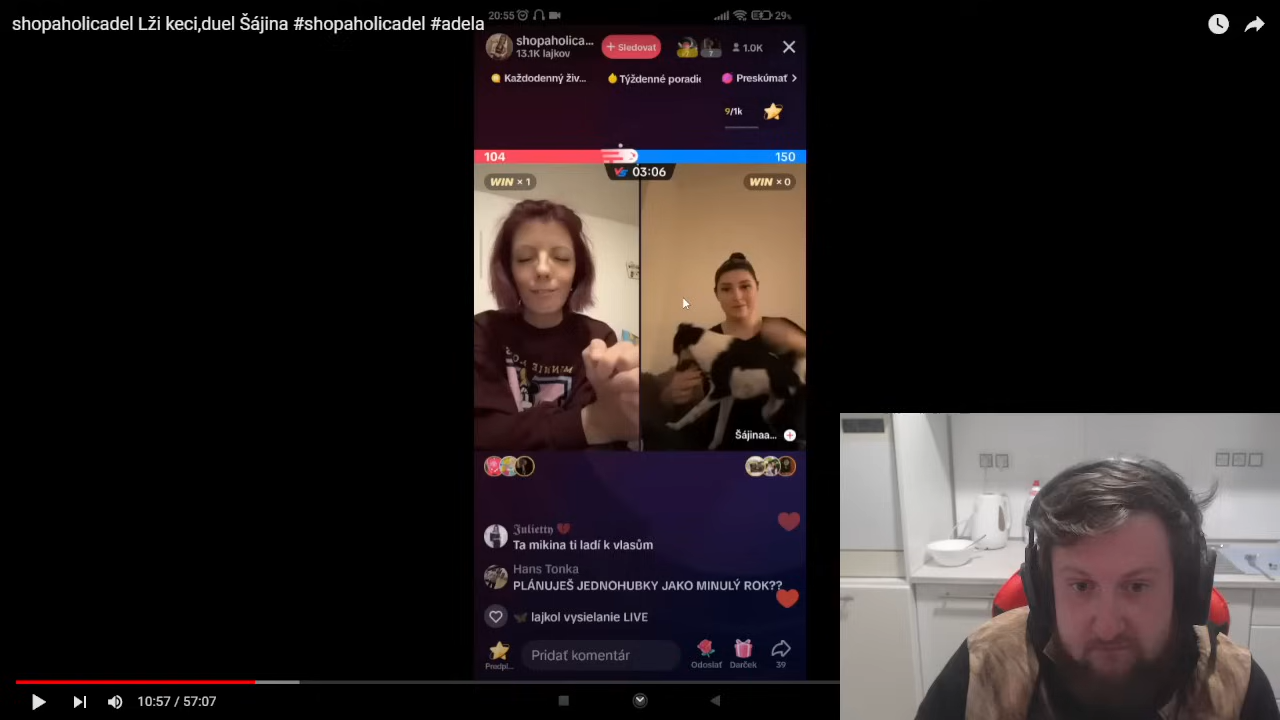 shopaholicadel Lži keci,duel Šájina #shopaholicadel #adela
20:55
29%
shopaholica...
13.1K lajkov
+ Sledovat
1.0K
Každodenný živ...
Týždenné poradie
Preskúmať
9/1k
104
150
VS 03:06
WIN × 1
WIN × 0
Šájinaa...
Julietty
Ta mikina ti ladí k vlasům
Hans Tonka
PLÁNUJEŠ JEDNOHUBKY JAKO MINULÝ ROK??
lajkol vysielanie LIVE
Predpl...
Pridať komentár
Odoslať
Darček
39
10:57 / 57:07